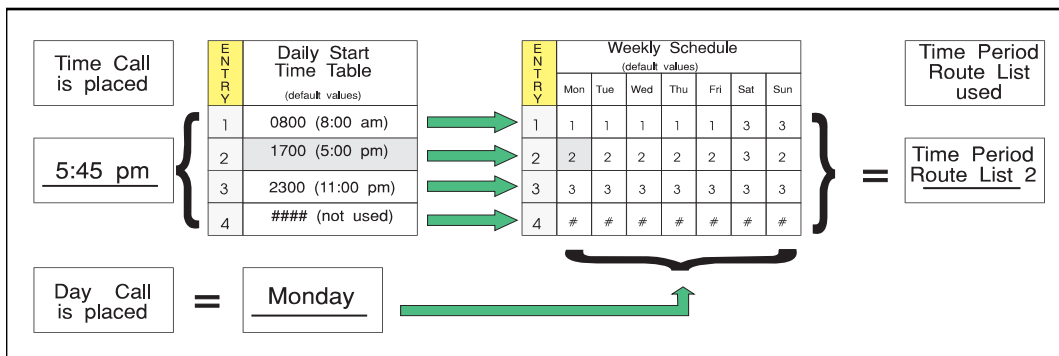 Time Call
is placed
ENTRY
Daily Start
Time Table
(default values)
ENTRY
Weekly Schedule
(default values)
Mon Tue Wed Thu Fri Sat Sun
Time Period
Route List
used
1 0800 (8:00 am) 1 1 1 1 1 1 3 3
5:45 pm
2 1700 (5:00 pm) 2 2 2 2 2 2 3 2
=
Time Period
Route List 2
3 2300 (11:00 pm) 3 3 3 3 3 3 3 3
4 #### (not used) 4 # # # # # # #
Day Call
is placed
=
Monday